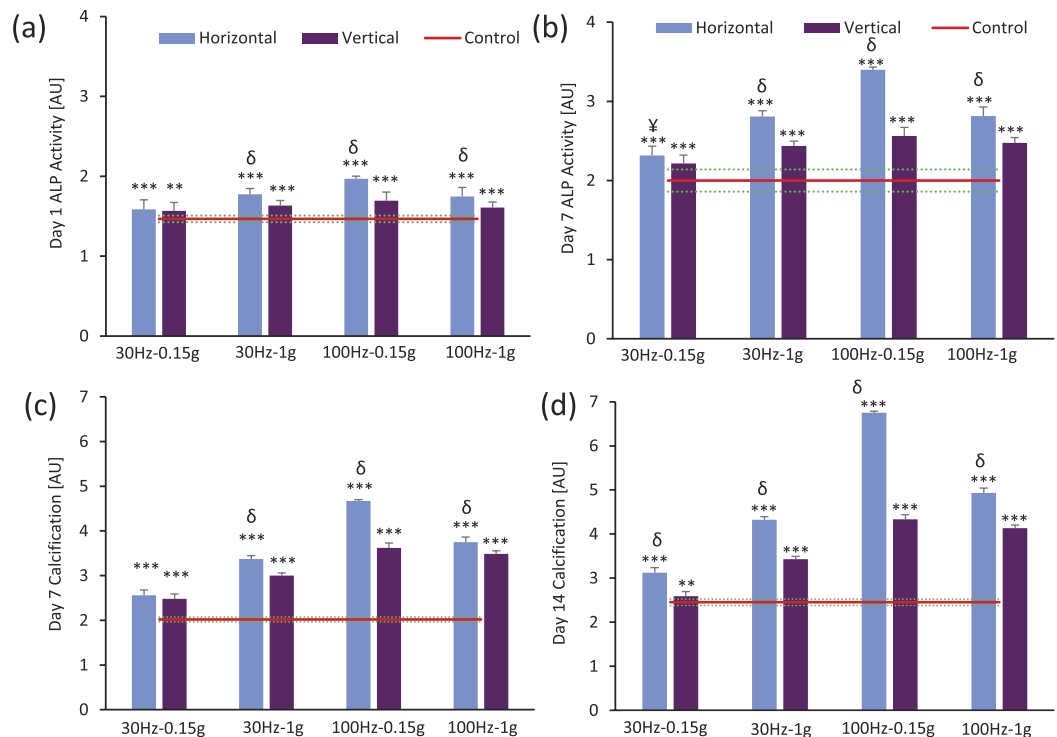 (a)
Horizontal Vertical Control
Day 1 ALP Activity [AU]
4
3
2
1
0
*** **
δ
*** ***
δ
*** ***
δ
*** ***
30Hz-0.15g 30Hz-1g 100Hz-0.15g 100Hz-1g
(b)
Horizontal Vertical Control
Day 7 ALP Activity [AU]
4
3
2
1
0
¥
*** ***
δ
*** ***
δ
*** ***
δ
*** ***
30Hz-0.15g 30Hz-1g 100Hz-0.15g 100Hz-1g
(c)
Day 7 Calcification [AU]
7
6
5
4
3
2
1
0
*** ***
δ
*** ***
δ
*** ***
δ
*** ***
30Hz-0.15g 30Hz-1g 100Hz-0.15g 100Hz-1g
(d)
Day 14 Calcification [AU]
7
6
5
4
3
2
1
0
δ
*** **
δ
*** ***
δ
*** ***
δ
*** ***
30Hz-0.15g 30Hz-1g 100Hz-0.15g 100Hz-1g